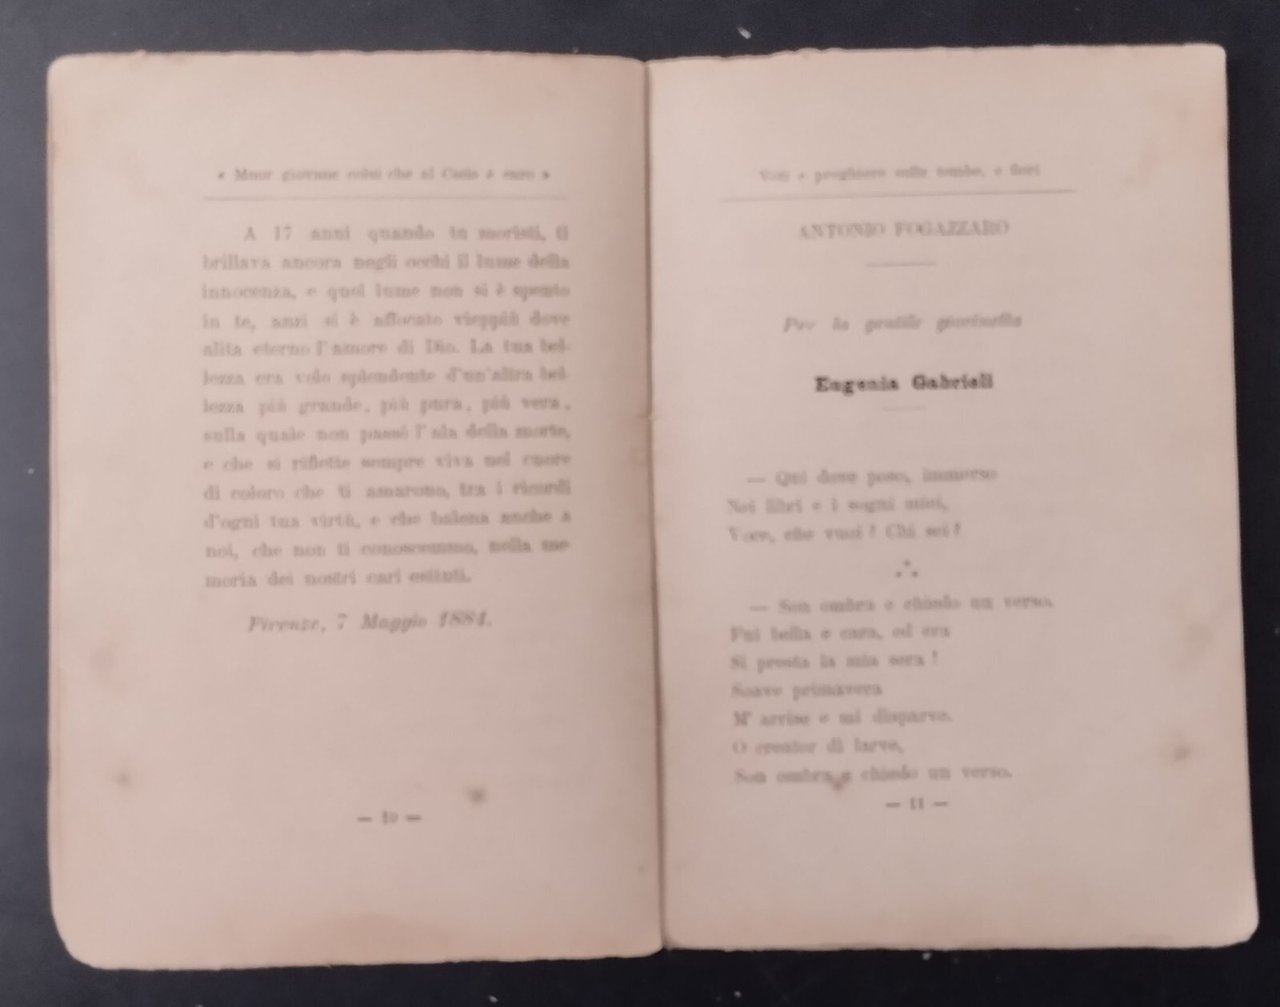 « Muor giovane colui che al Cielo è caro »
A 17 anni quando tu moristi, ti
brillava ancora negli occhi il lume della
innocenza, e quel lume non si è spento
in te, anzi si è affocato vieppiù dove
alita eterno l'amore di Dio. La tua bel-
lezza era velo splendente d'un'altra bel-
lezza più grande, più pura, più vera,
sulla quale non passò l'ala della morte,
e che si riflette sempre viva nel cuore
di coloro che ti amarono, tra i ricordi
d'ogni tua virtù, e che balena anche a
noi, che non ti conoscemmo, nella me-
moria dei nostri cari estinti.
Firenze, 7 Maggio 1884.
— 10 —
Voti e preghiere sulle tombe, e fiori
ANTONIO FOGAZZARO
Per la gentile giovinetta
Eugenia Gabrieli
— Qui dove poso, immerso
Nei libri e i sogni miei,
Voce, che vuoi? Chi sei?
— Son ombra e chiedo un verso.
Fui bella e cara, ed era
Sì presta la mia sera!
Soave primavera
M' arrise e mi disparve.
O creator di larve,
Son ombra e chiedo un verso.
— 11 —